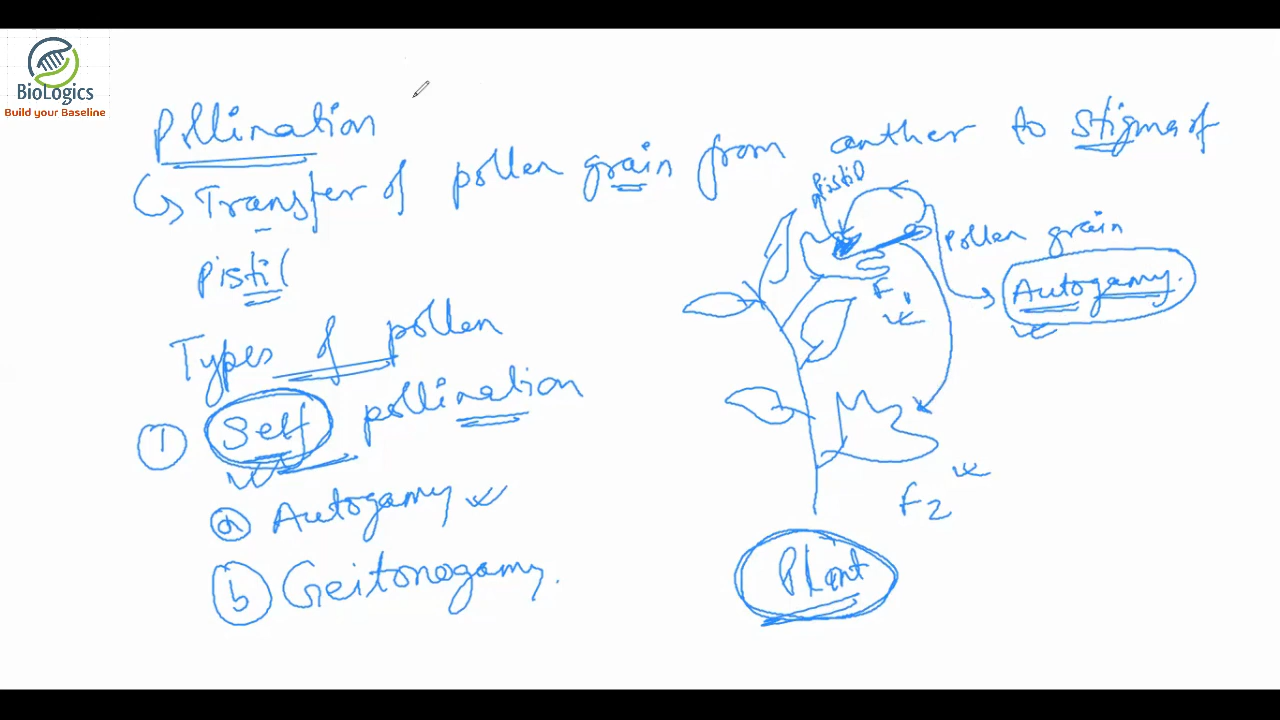 BioLogics
Build your Baseline
Pollination
Transfer of pollen grain from anther to stigma of
pistil
Types of pollen
1 Self pollination
a Autogamy
b Geitonogamy.
Pistil
pollen grain
Autogamy.
F1
F2
Plant